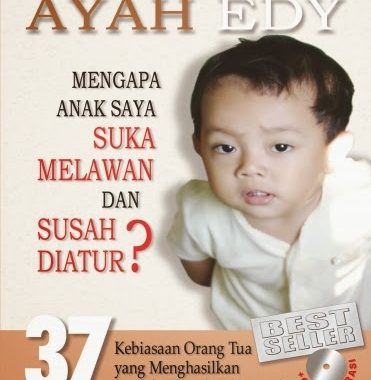 AYAH EDY
MENGAPA
ANAK SAYA
SUKA
MELAWAN
DAN
SUSAH
DIATUR?
37
Kebiasaan Orang Tua
yang Menghasilkan
BEST
SELLER